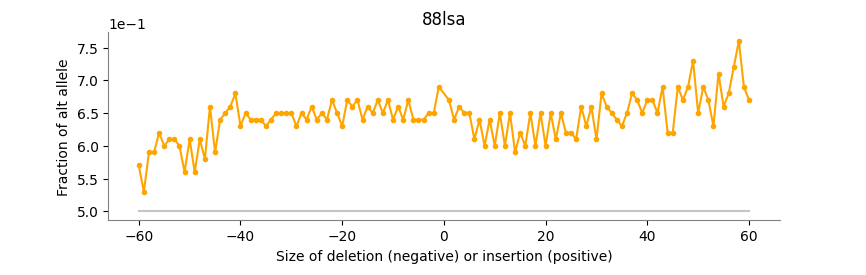 88lsa
1e−1
Fraction of alt allele
7.5
7.0
6.5
6.0
5.5
5.0
−60 −40 −20 0 20 40 60
Size of deletion (negative) or insertion (positive)